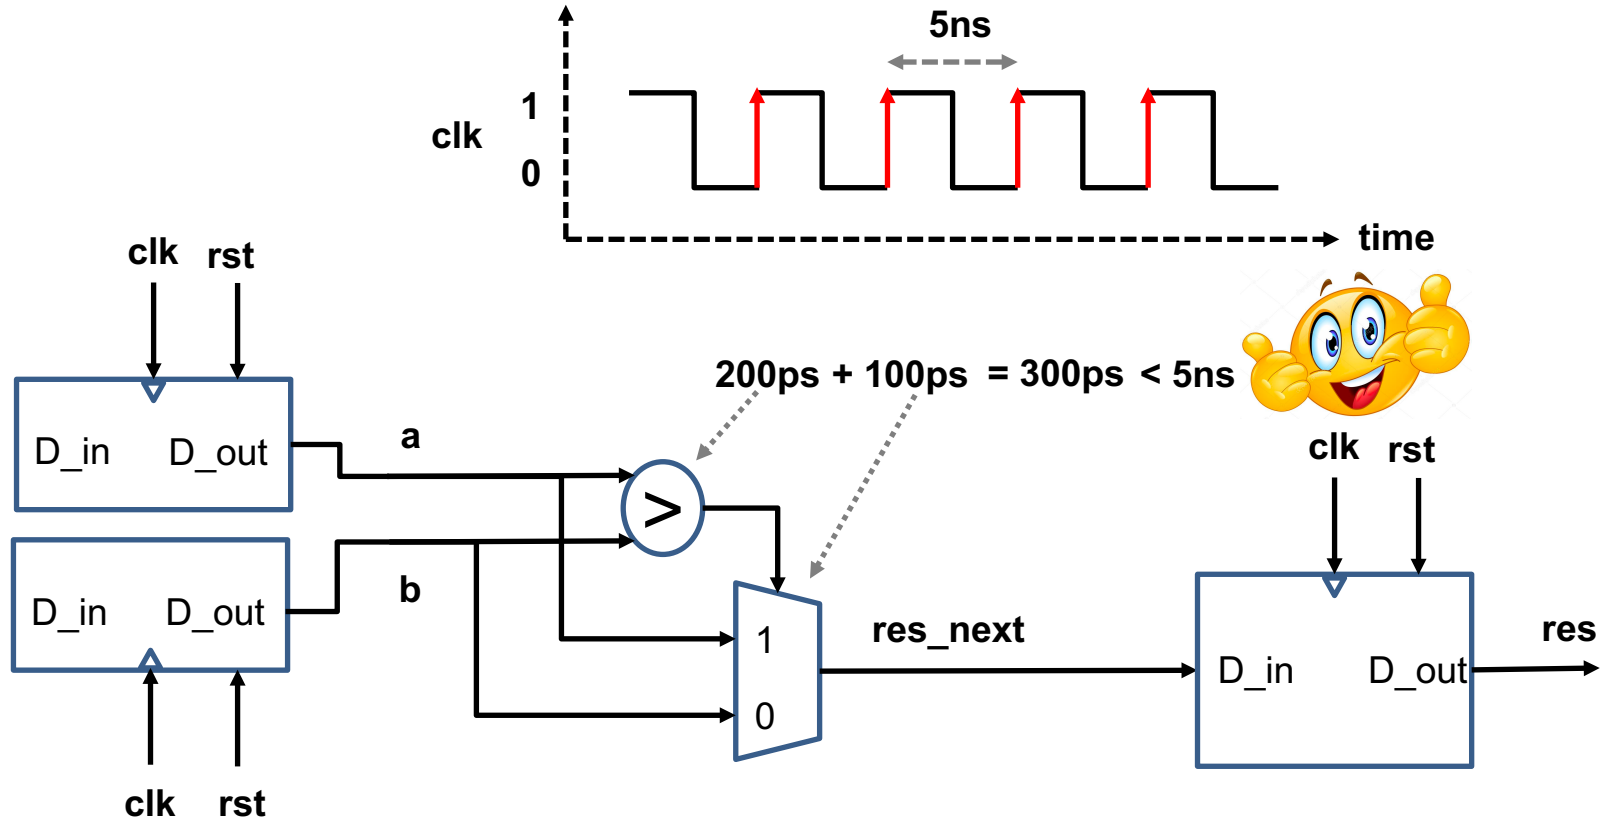 5ns
1
clk
0
time
clk rst
200ps + 100ps = 300ps < 5ns
D_in D_out
a
>
clk rst
D_in D_out
b
1
0
res_next
D_in D_out
res
clk rst